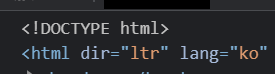 <!DOCTYPE html>
<html dir="ltr" lang="ko"